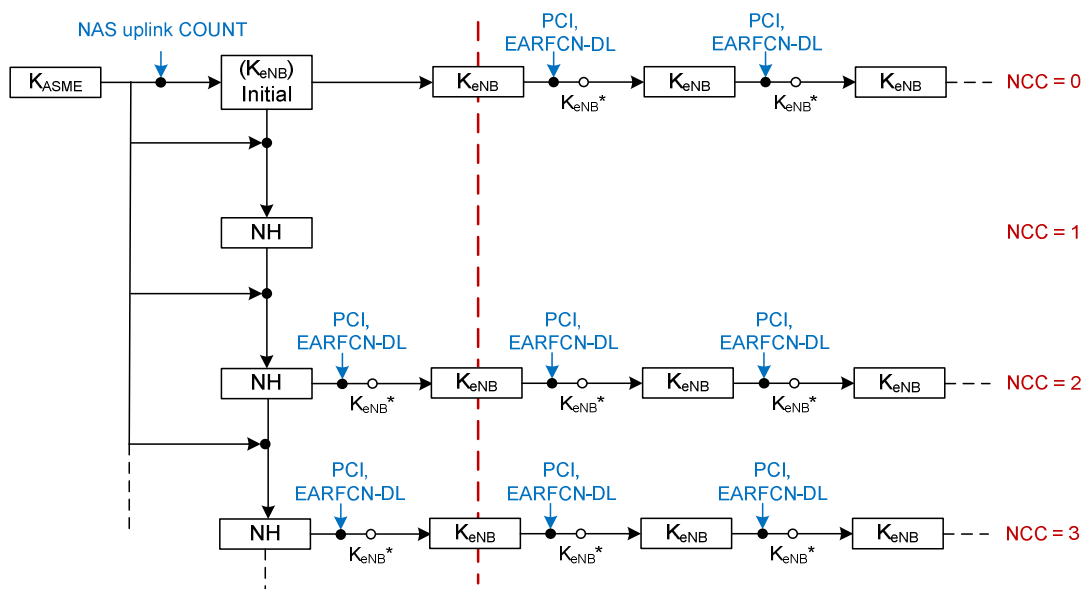 NAS uplink COUNT
PCI,
EARFCN-DL
PCI,
EARFCN-DL
KASME
(KeNB)
Initial
KeNB
KeNB*
KeNB
KeNB*
KeNB
NCC = 0
NH
NCC = 1
PCI,
EARFCN-DL
PCI,
EARFCN-DL
PCI,
EARFCN-DL
NH
KeNB*
KeNB
KeNB*
KeNB
KeNB*
KeNB
NCC = 2
PCI,
EARFCN-DL
PCI,
EARFCN-DL
PCI,
EARFCN-DL
NH
KeNB*
KeNB
KeNB*
KeNB
KeNB*
KeNB
NCC = 3